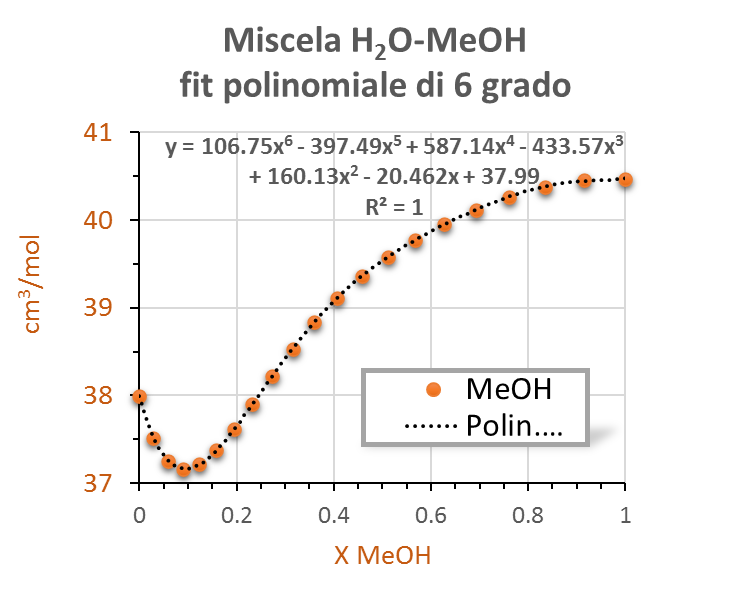 Miscela H₂O-MeOH
fit polinomiale di 6 grado
y = 106.75x⁶ - 397.49x⁵ + 587.14x⁴ - 433.57x³
+ 160.13x² - 20.462x + 37.99
R² = 1
41
40
39
38
37
cm³/mol
MeOH
Polin....
0 0.2 0.4 0.6 0.8 1
X MeOH